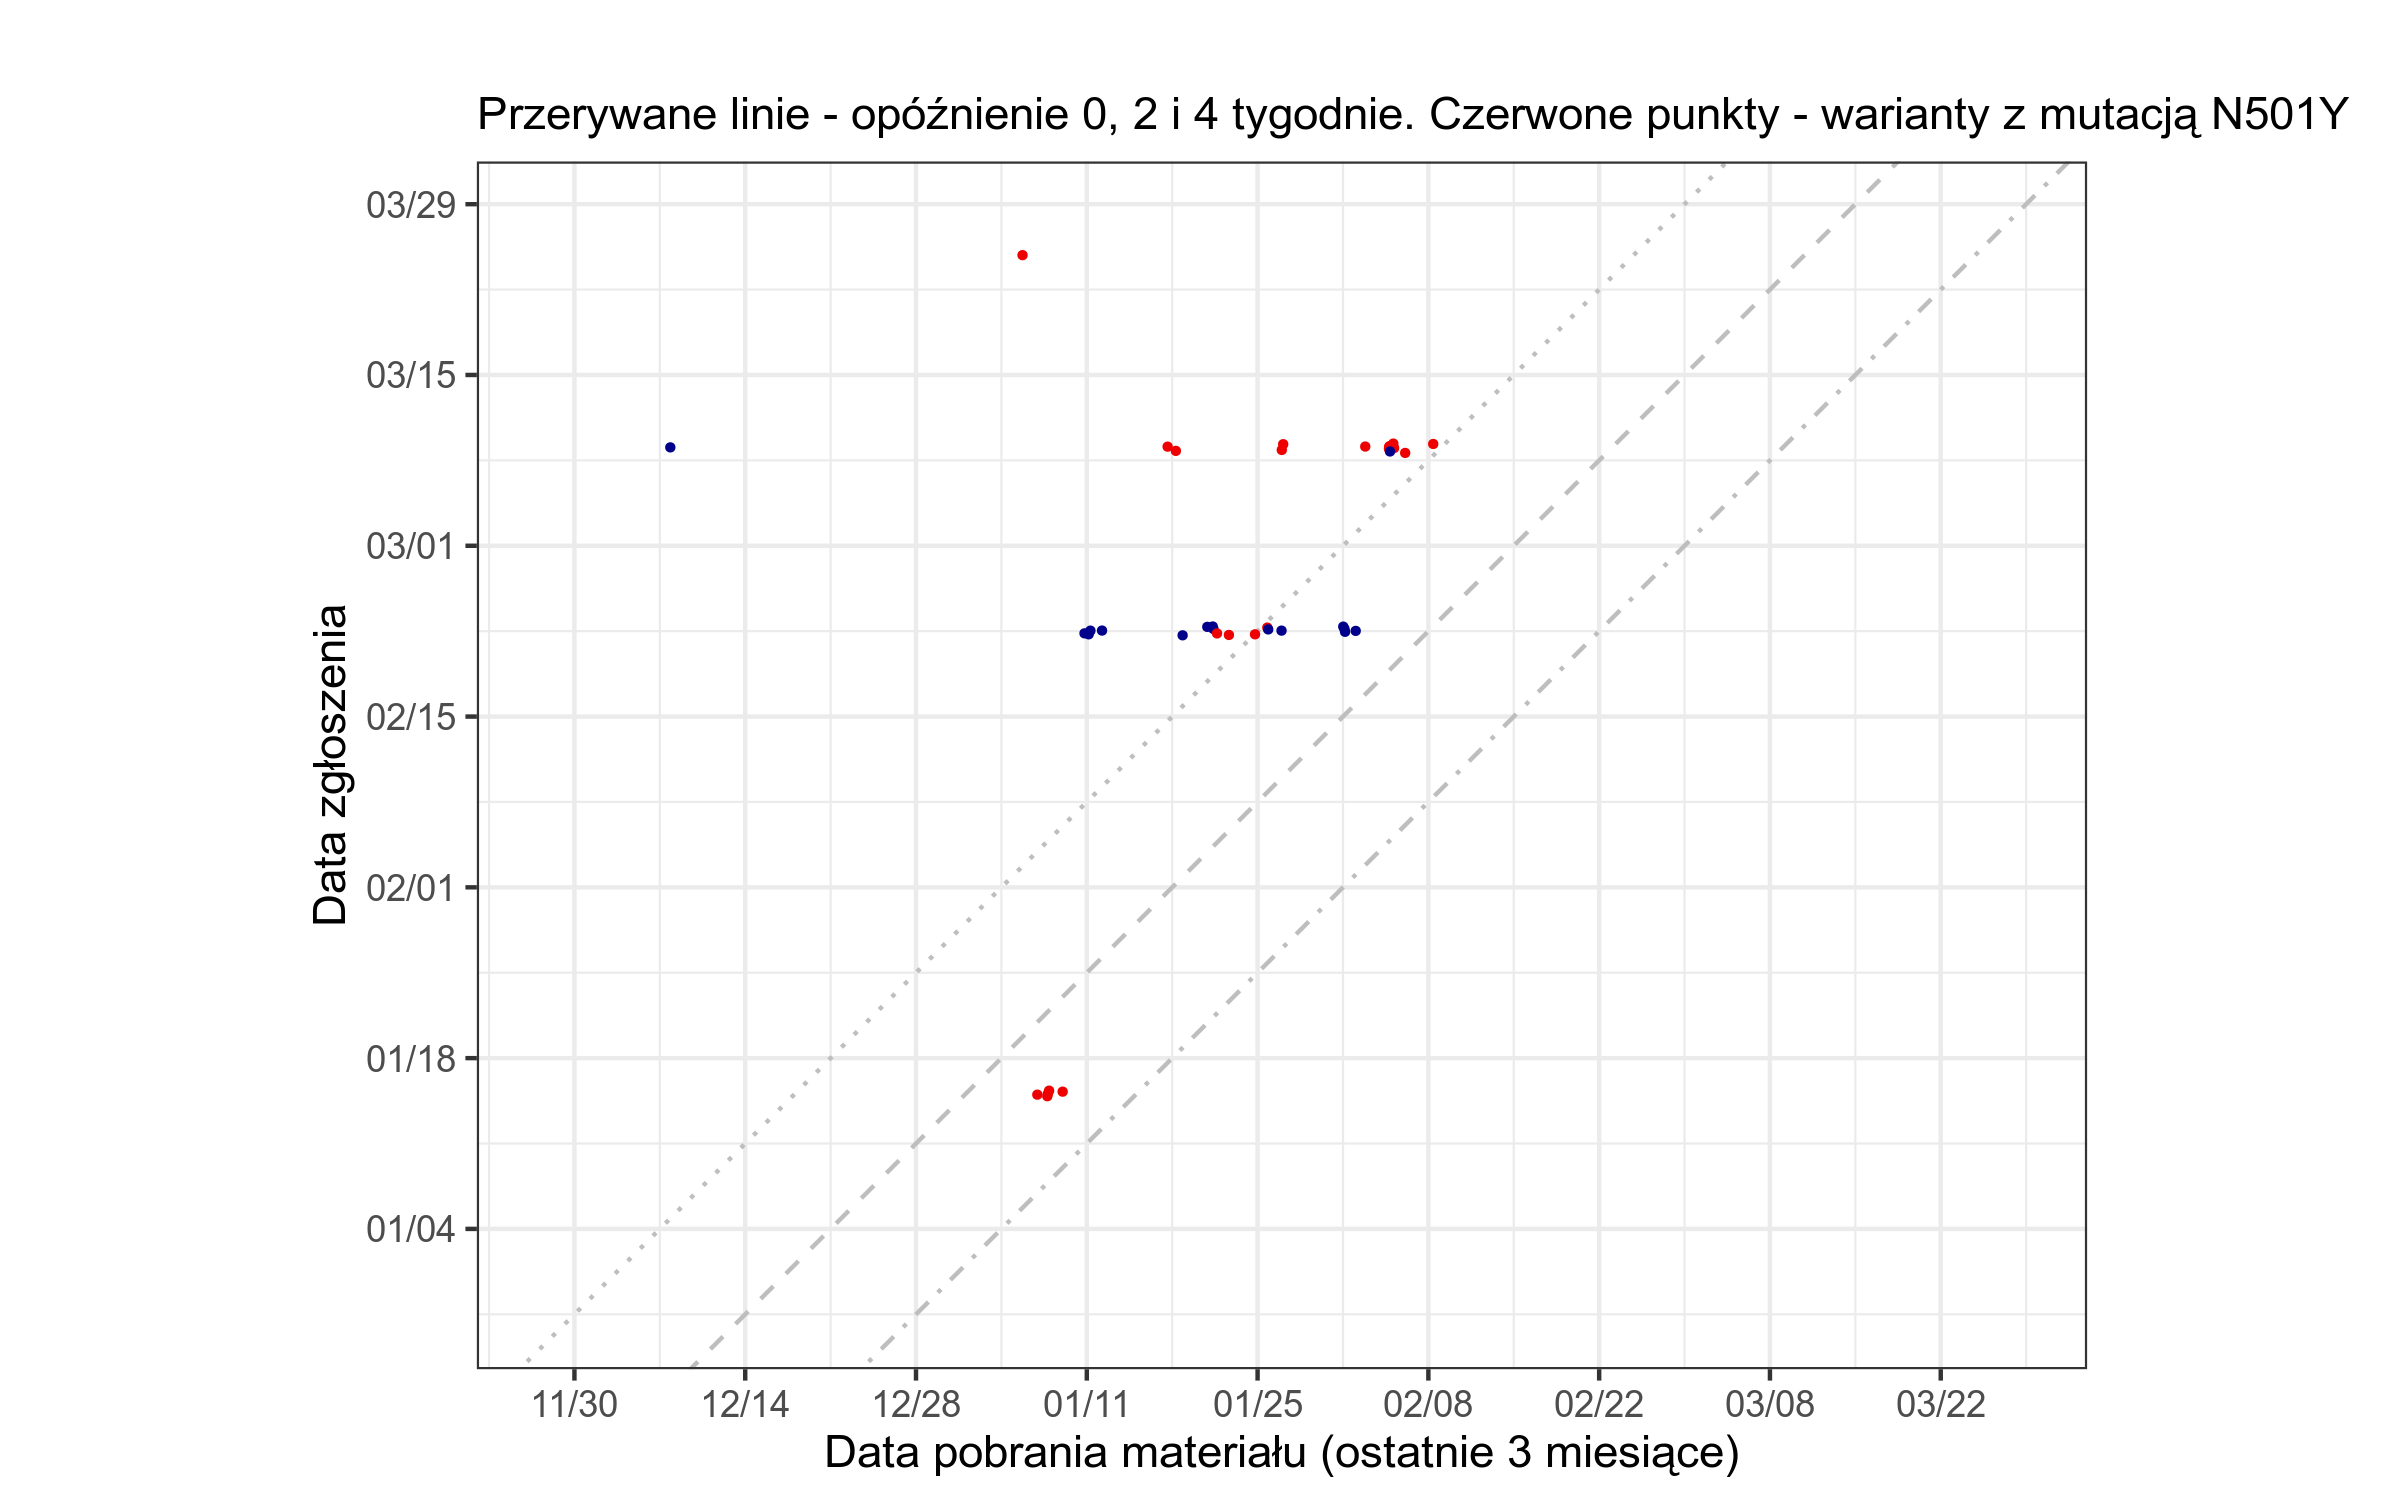 Przerywane linie - opóźnienie 0, 2 i 4 tygodnie. Czerwone punkty - warianty z mutacją N501Y
03/29
03/15
03/01
02/15
02/01
01/18
01/04
Data zgłoszenia
11/30 12/14 12/28 01/11 01/25 02/08 02/22 03/08 03/22
Data pobrania materiału (ostatnie 3 miesiące)